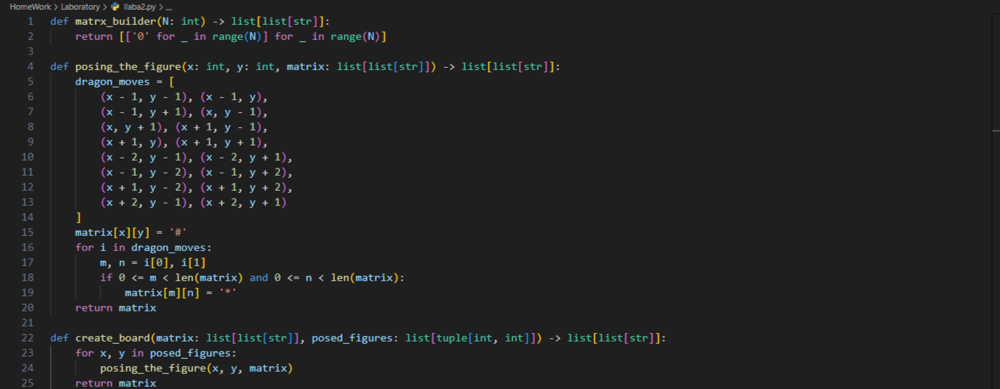 HomeWork > Laboratory > llaba2.py > ...
1 def matrx_builder(N: int) -> list[list[str]]:
2     return [['0' for _ in range(N)] for _ in range(N)]
3
4 def posing_the_figure(x: int, y: int, matrix: list[list[str]]) -> list[list[str]]:
5     dragon_moves = [
6         (x - 1, y - 1), (x - 1, y),
7         (x - 1, y + 1), (x, y - 1),
8         (x, y + 1), (x + 1, y - 1),
9         (x + 1, y), (x + 1, y + 1),
10         (x - 2, y - 1), (x - 2, y + 1),
11         (x - 1, y - 2), (x - 1, y + 2),
12         (x + 1, y - 2), (x + 1, y + 2),
13         (x + 2, y - 1), (x + 2, y + 1)
14     ]
15     matrix[x][y] = '#'
16     for i in dragon_moves:
17         m, n = i[0], i[1]
18         if 0 <= m < len(matrix) and 0 <= n < len(matrix):
19             matrix[m][n] = '*'
20     return matrix
21
22 def create_board(matrix: list[list[str]], posed_figures: list[tuple[int, int]]) -> list[list[str]]:
23     for x, y in posed_figures:
24         posing_the_figure(x, y, matrix)
25     return matrix